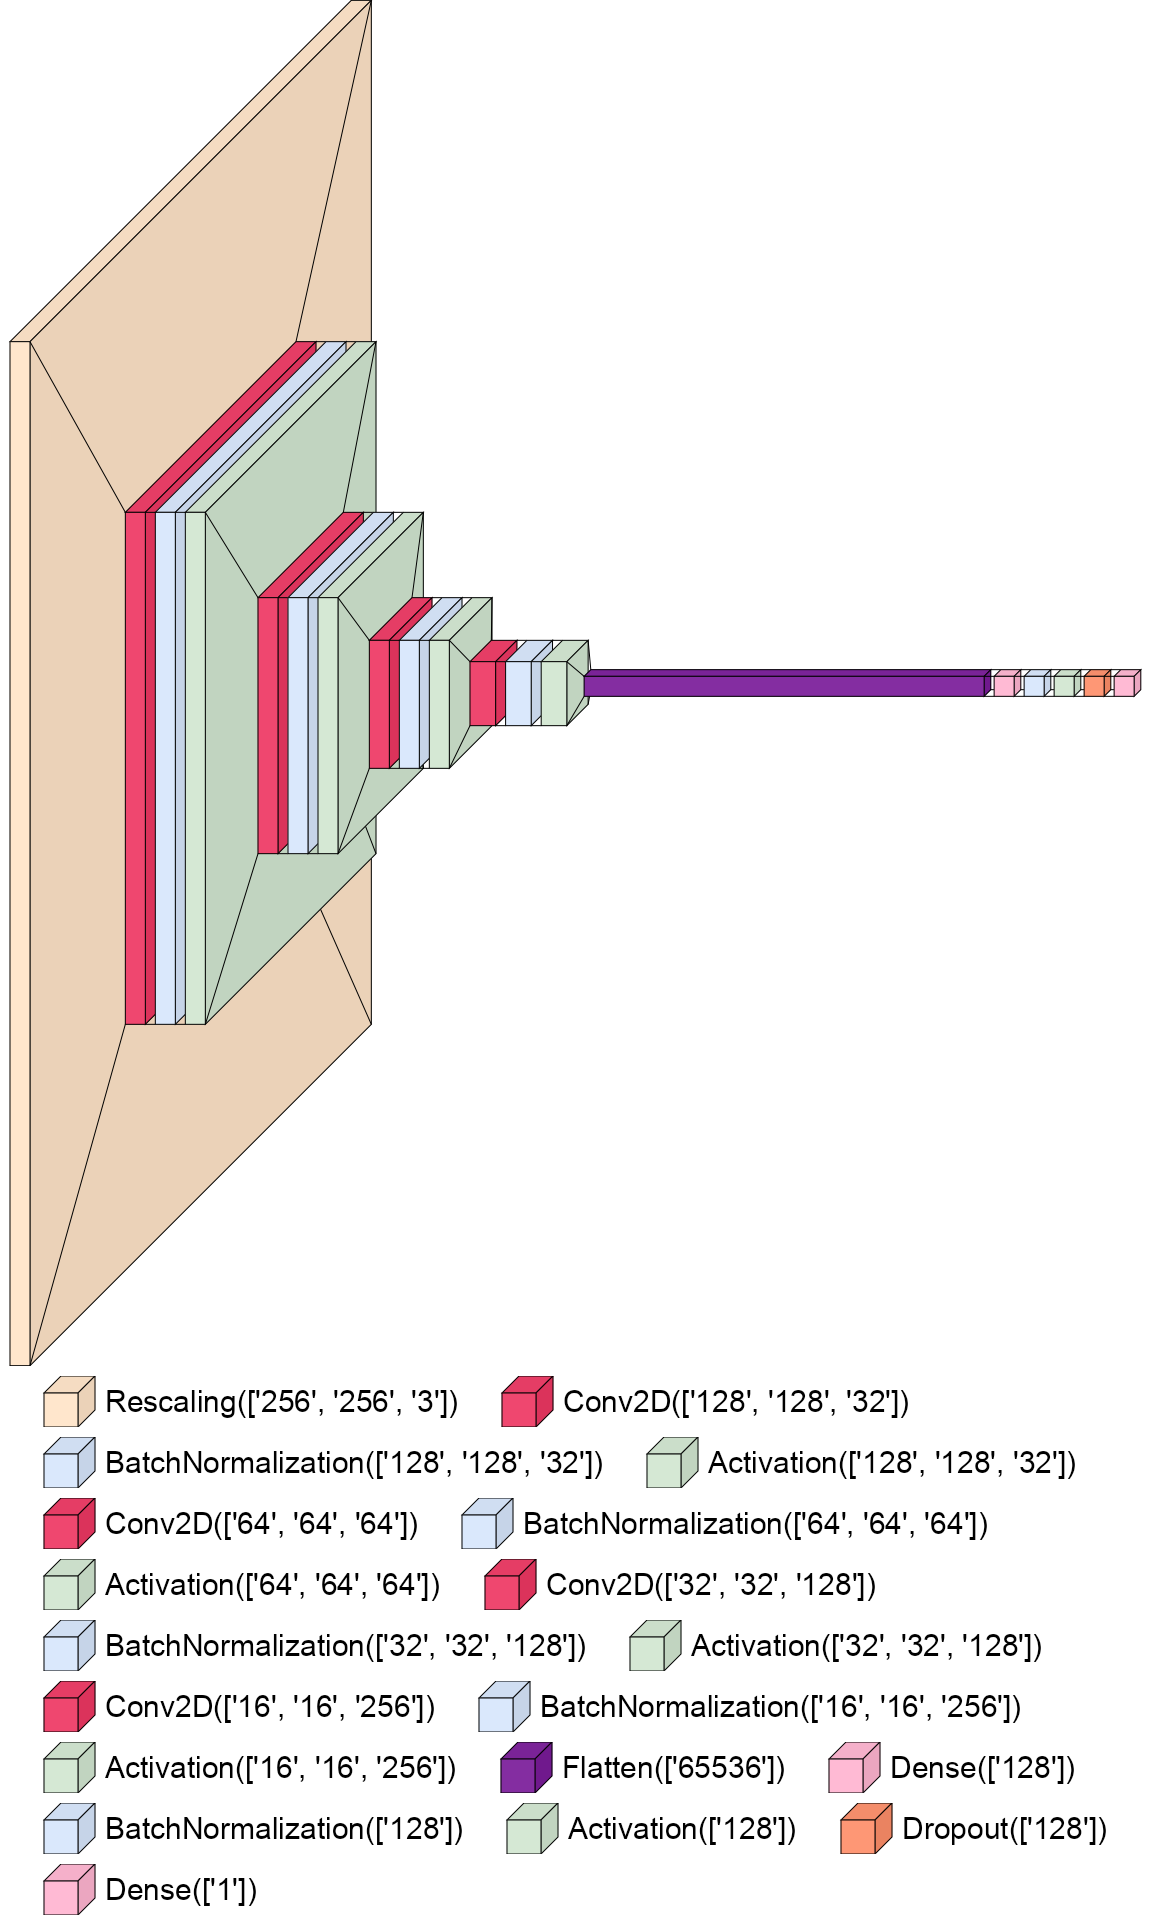 Rescaling(['256', '256', '3']) Conv2D(['128', '128', '32'])
BatchNormalization(['128', '128', '32']) Activation(['128', '128', '32'])
Conv2D(['64', '64', '64']) BatchNormalization(['64', '64', '64'])
Activation(['64', '64', '64']) Conv2D(['32', '32', '128'])
BatchNormalization(['32', '32', '128']) Activation(['32', '32', '128'])
Conv2D(['16', '16', '256']) BatchNormalization(['16', '16', '256'])
Activation(['16', '16', '256']) Flatten(['65536']) Dense(['128'])
BatchNormalization(['128']) Activation(['128']) Dropout(['128'])
Dense(['1'])